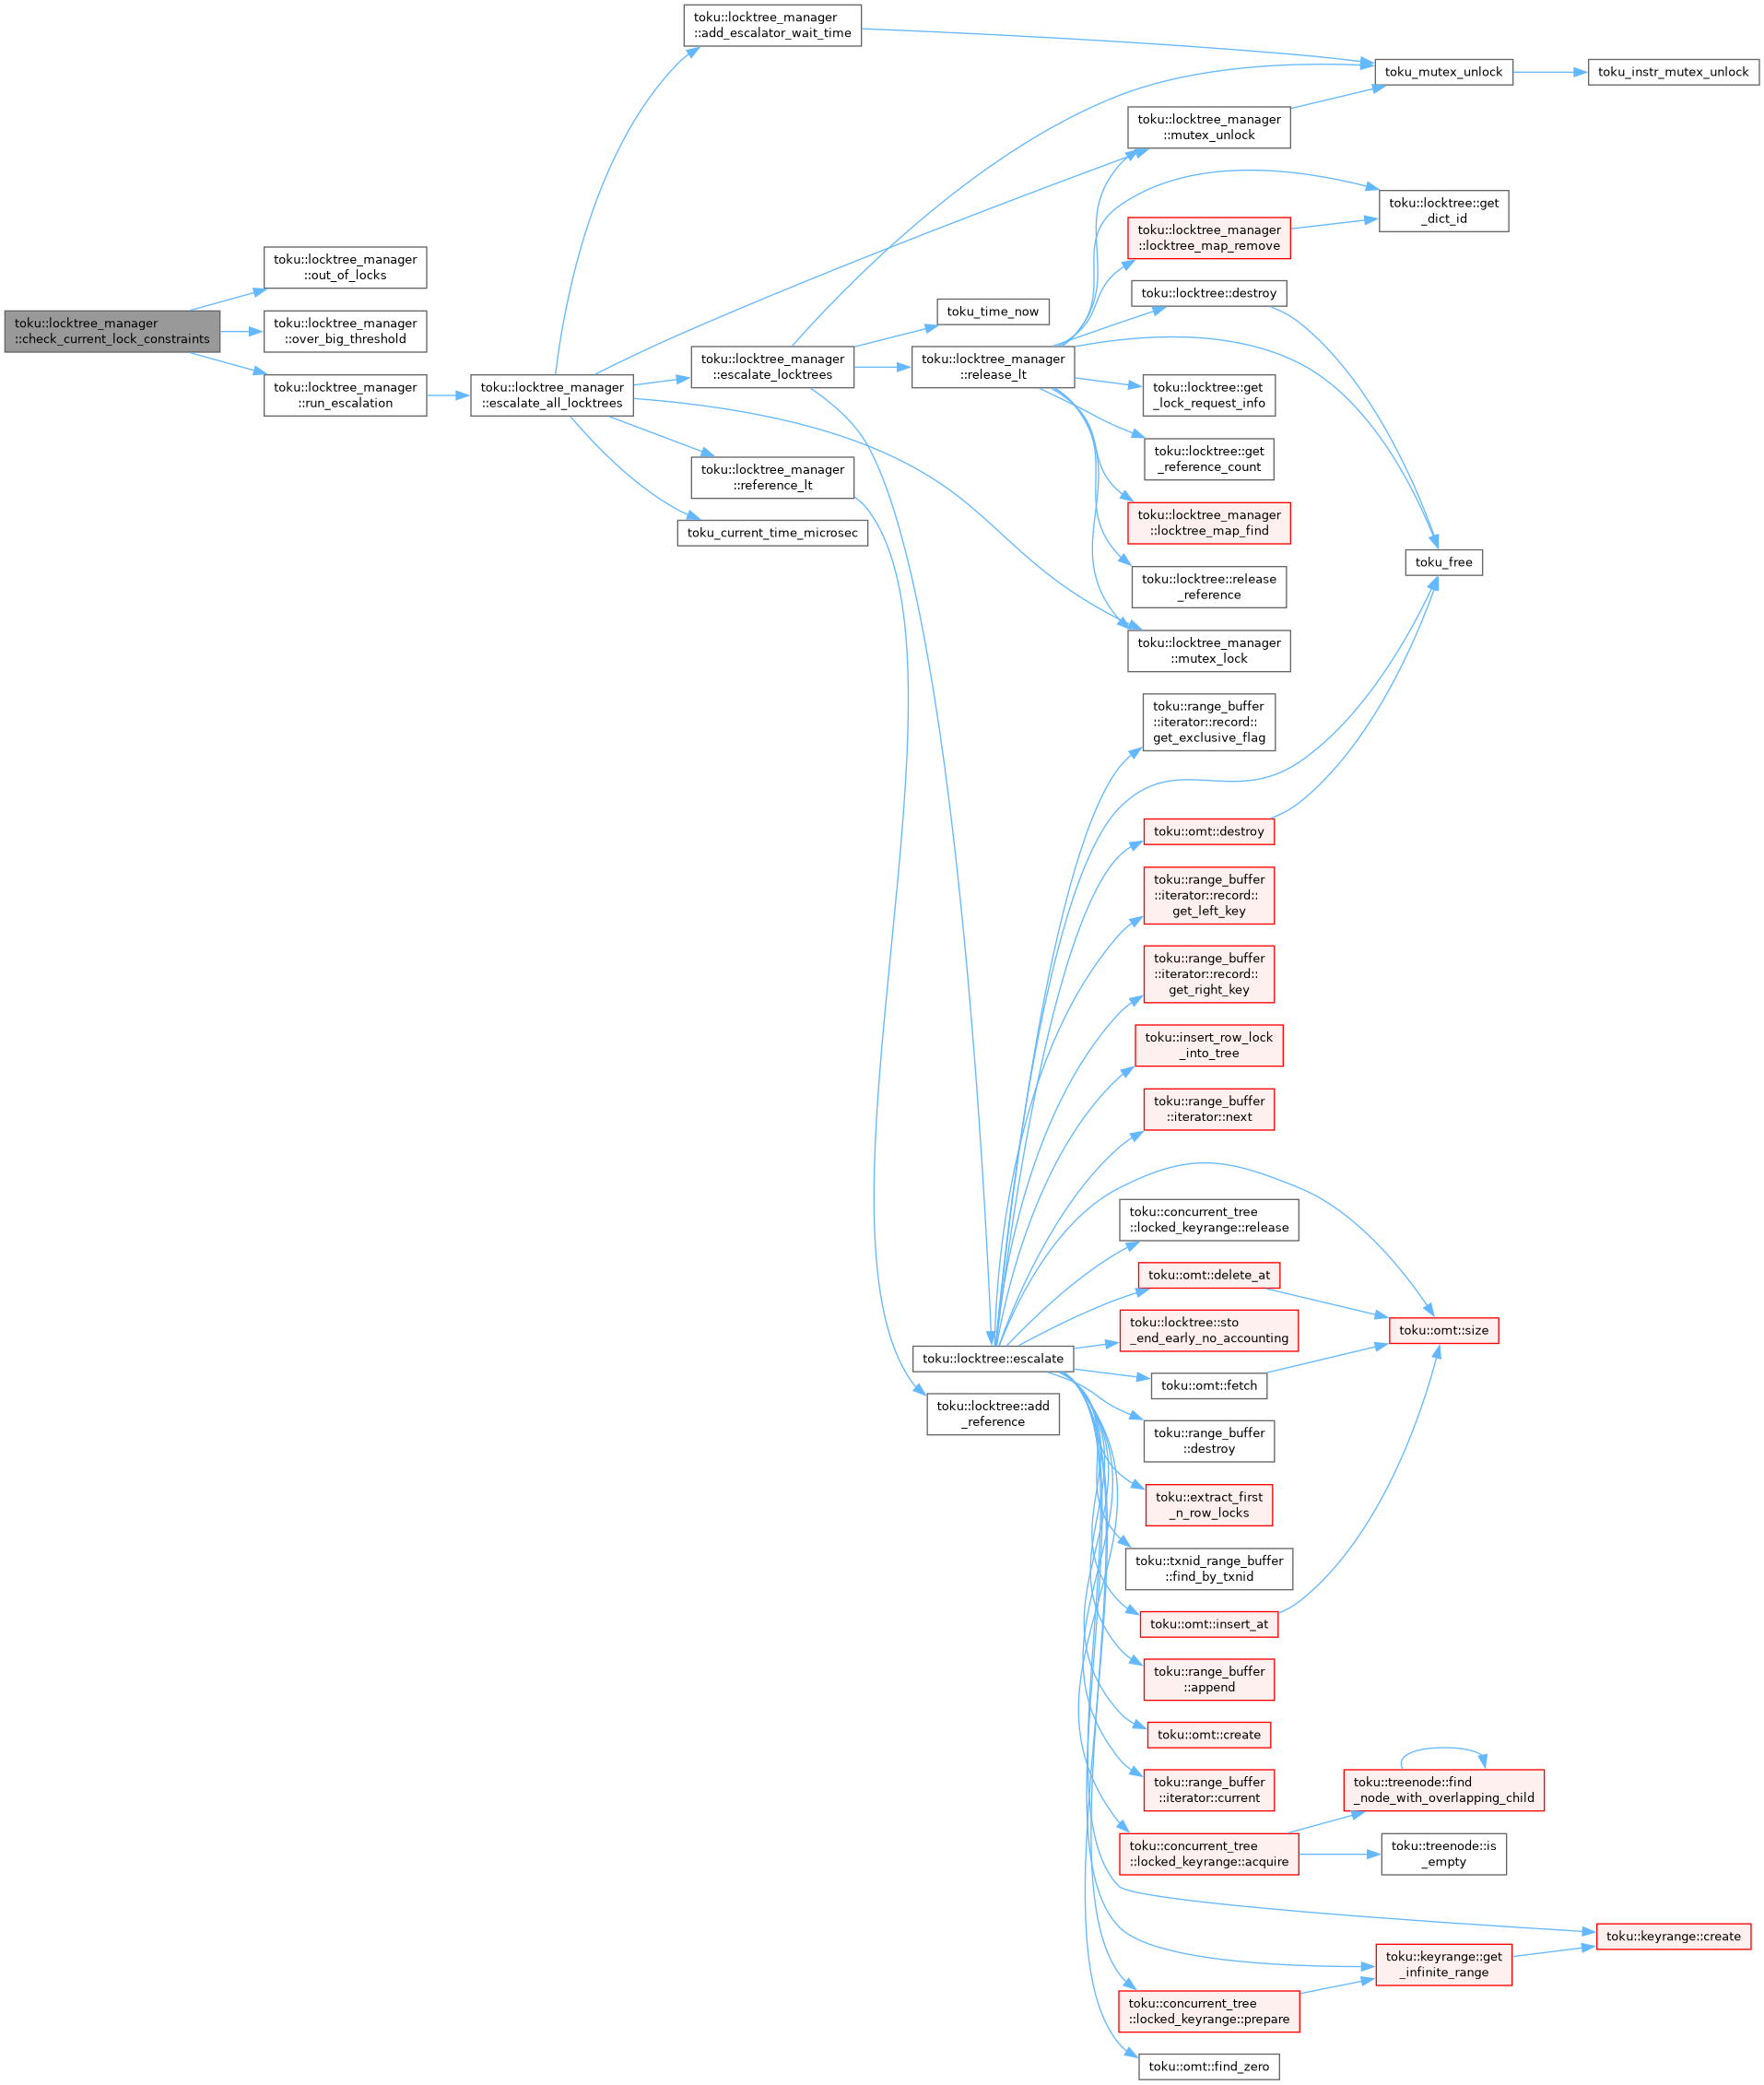 toku::locktree_manager
::add_escalator_wait_time
toku_mutex_unlock
toku_instr_mutex_unlock
toku::locktree_manager
::mutex_unlock
toku::locktree::get
_dict_id
toku::locktree_manager
::locktree_map_remove
toku::locktree_manager
::out_of_locks
toku::locktree::destroy
toku_time_now
toku::locktree_manager
::check_current_lock_constraints
toku::locktree_manager
::over_big_threshold
toku::locktree_manager
::escalate_locktrees
toku::locktree_manager
::release_lt
toku::locktree_manager
::run_escalation
toku::locktree_manager
::escalate_all_locktrees
toku::locktree::get
_lock_request_info
toku::locktree::get
_reference_count
toku::locktree_manager
::reference_lt
toku::locktree_manager
::locktree_map_find
toku_current_time_microsec
toku_free
toku::locktree::release
_reference
toku::locktree_manager
::mutex_lock
toku::range_buffer
::iterator::record::
get_exclusive_flag
toku::omt::destroy
toku::range_buffer
::iterator::record::
get_left_key
toku::range_buffer
::iterator::record::
get_right_key
toku::insert_row_lock
_into_tree
toku::range_buffer
::iterator::next
toku::concurrent_tree
::locked_keyrange::release
toku::omt::delete_at
toku::locktree::sto
_end_early_no_accounting
toku::omt::size
toku::locktree::escalate
toku::omt::fetch
toku::locktree::add
_reference
toku::range_buffer
::destroy
toku::extract_first
_n_row_locks
toku::txnid_range_buffer
::find_by_txnid
toku::omt::insert_at
toku::range_buffer
::append
toku::omt::create
toku::range_buffer
::iterator::current
toku::treenode::find
_node_with_overlapping_child
toku::concurrent_tree
::locked_keyrange::acquire
toku::treenode::is
_empty
toku::keyrange::create
toku::keyrange::get
_infinite_range
toku::concurrent_tree
::locked_keyrange::prepare
toku::omt::find_zero